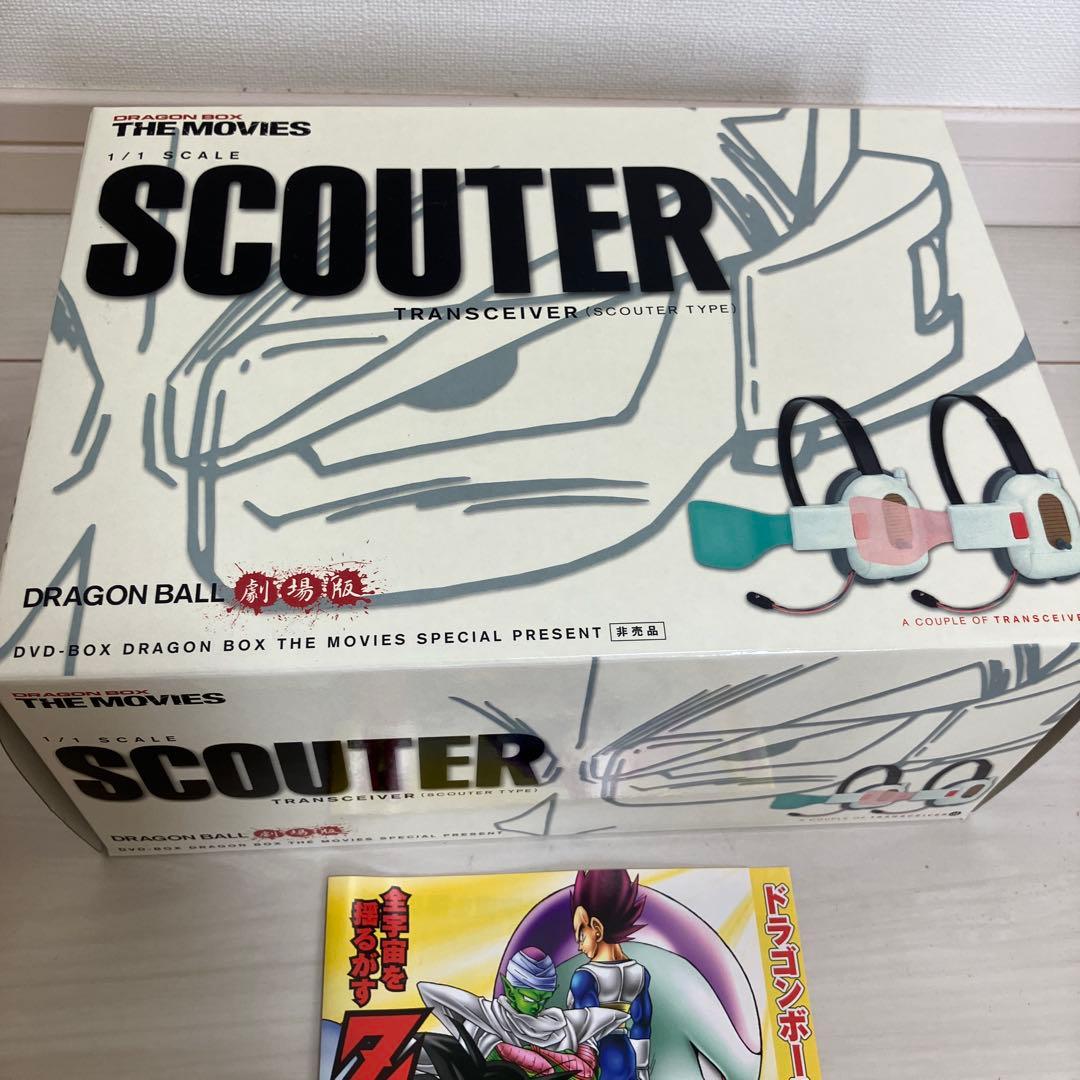 DRAGON BOX
THE MOVIES
1/1 SCALE
SCOUTER
TRANSCEIVER (SCOUTER TYPE)
DRAGON BALL 劇場版
DVD-BOX DRAGON BOX THE MOVIES SPECIAL PRESENT 非売品
A COUPLE OF TRANSCEIVE
DRAGON BOX
THE MOVIES
1/1 SCALE
SCOUTER
TRANSCEIVER (SCOUTER TYPE)
DRAGON BALL 劇場版
DVD-BOX DRAGON BOX THE MOVIES SPECIAL PRESENT
A COUPLE OF TRANSCEIVER
ドラゴンボー
全宇宙を
揺るがす